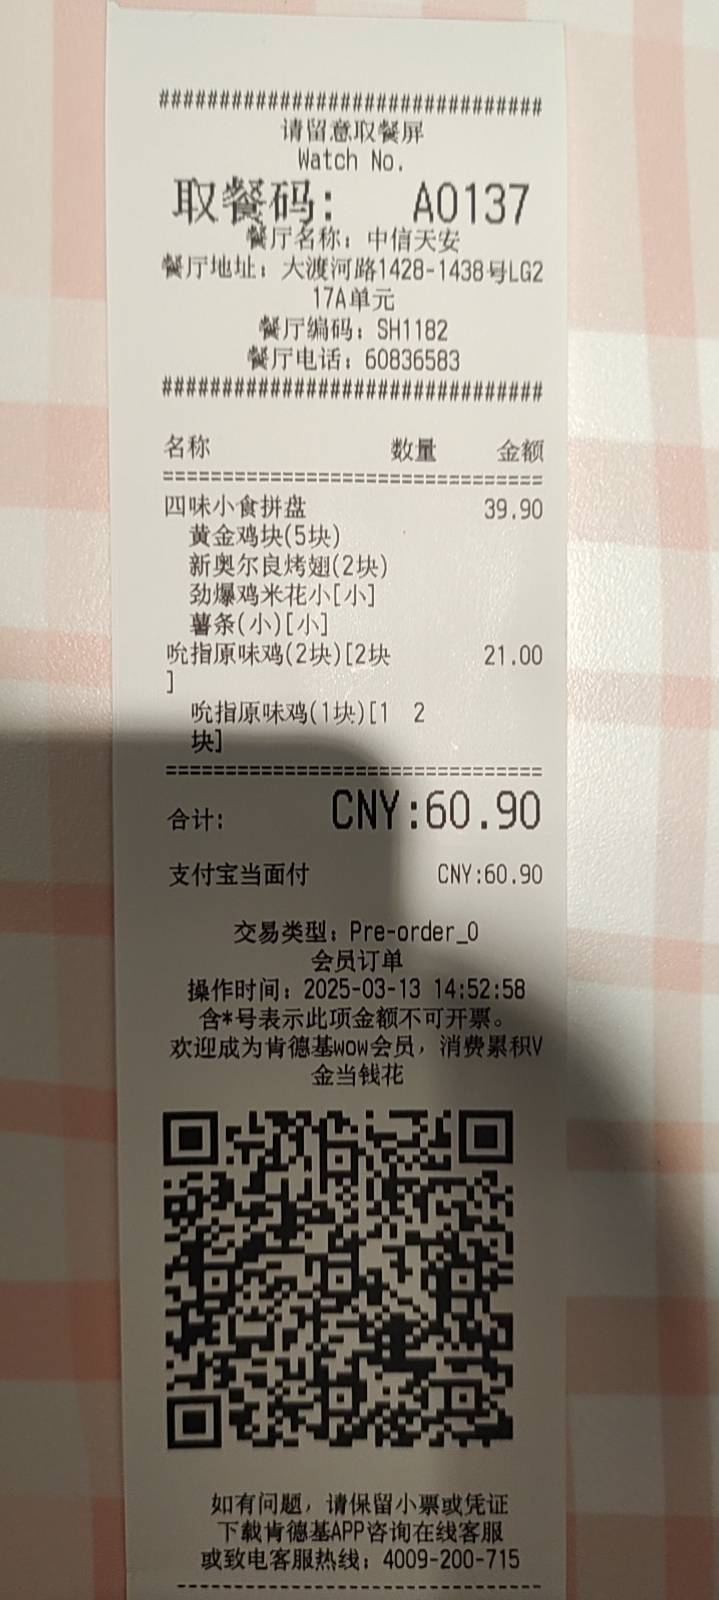 ################################
请留意取餐屏
Watch No.
取餐码: A0137
餐厅名称: 中信天安
餐厅地址: 大渡河路1428-1438号LG2
17A单元
餐厅编码: SH1182
餐厅电话: 60836583
################################
名称 数量 金额
================================
四味小食拼盘 39.90
黄金鸡块(5块)
新奥尔良烤翅(2块)
劲爆鸡米花小[小]
薯条(小)[小]
吮指原味鸡(2块)[2块 21.00
]
吮指原味鸡(1块)[1 2
块]
================================
合计: CNY:60.90
支付宝当面付 CNY:60.90
交易类型: Pre-order_0
会员订单
操作时间: 2025-03-13 14:52:58
含*号表示此项金额不可开票。
欢迎成为肯德基wow会员，消费累积V
金当钱花
如有问题，请保留小票或凭证
下载肯德基APP咨询在线客服
或致电客服热线: 4009-200-715
--------------------------------